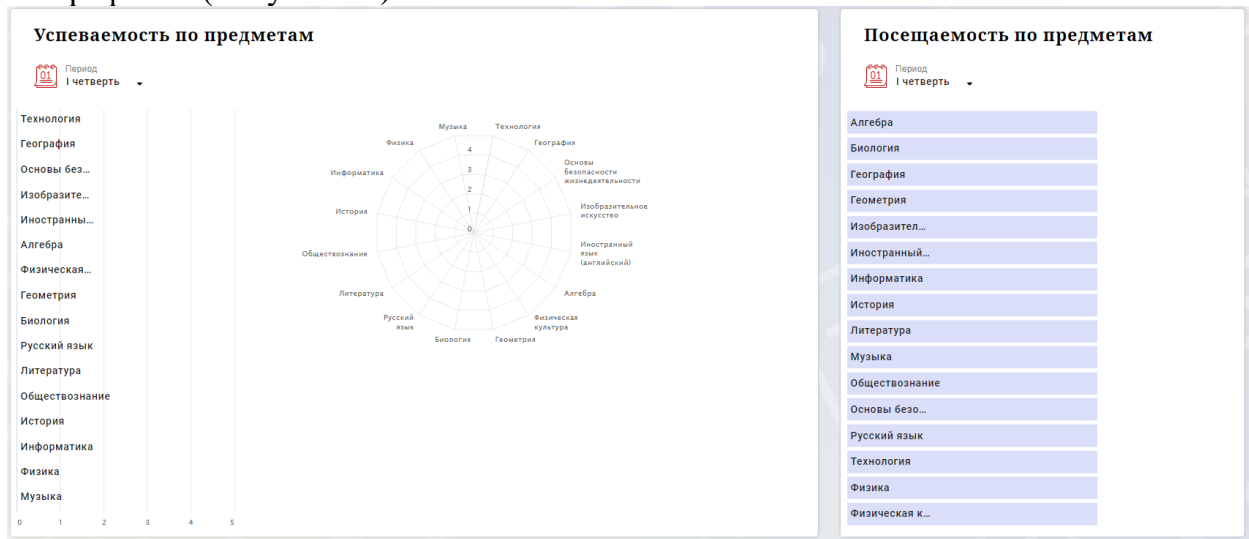 Успеваемость по предметам
01
Период
I четверть
Технология
География
Основы без...
Изобразите...
Иностранны...
Алгебра
Физическая...
Геометрия
Биология
Русский язык
Литература
Обществознание
История
Информатика
Физика
Музыка
0 1 2 3 4 5
Музыка
Технология
Физика
География
Основы
безопасности
жизнедеятельности
Информатика
Изобразительное
искусство
История
Иностранный
язык
(английский)
Обществознание
Литература
Алгебра
Русский
язык
Физическая
культура
Биология
Геометрия
4
3
2
1
0
Посещаемость по предметам
01
Период
I четверть
Алгебра
Биология
География
Геометрия
Изобразител...
Иностранный...
Информатика
История
Литература
Музыка
Обществознание
Основы безо...
Русский язык
Технология
Физика
Физическая к...